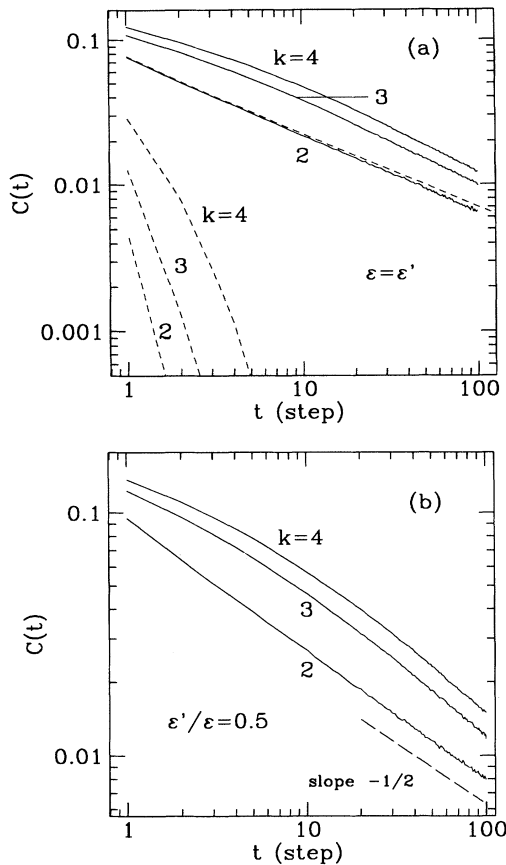 (a)
0.1
k=4
3
2
0.01
C(t)
k=4
3
ε=ε'
2
0.001
1
10
100
t (step)
(b)
0.1
k=4
3
C(t)
2
ε'/ε=0.5
0.01
slope -1/2
1
10
100
t (step)